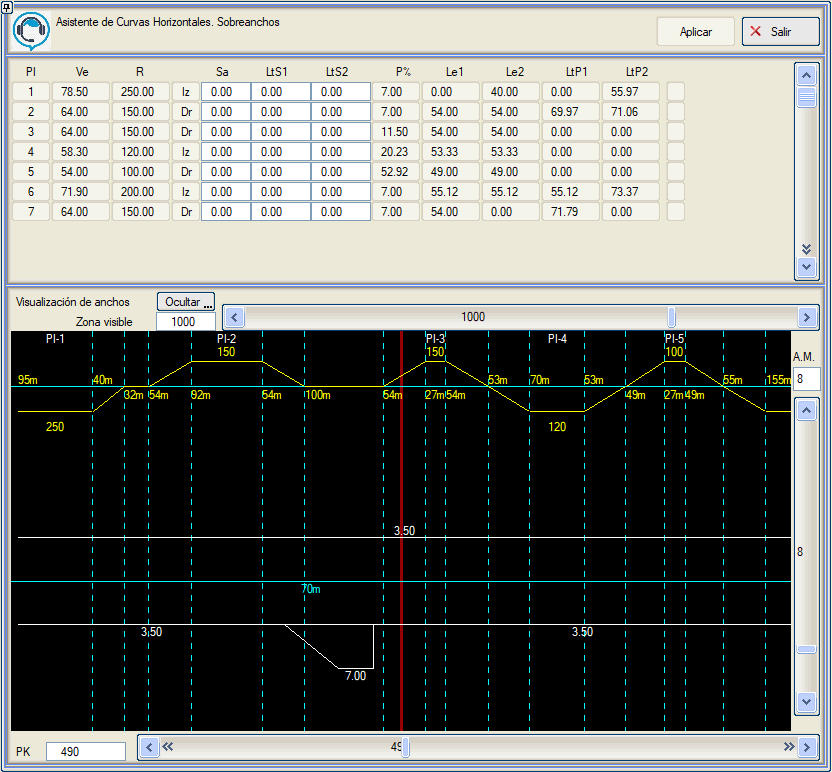 Asistente de Curvas Horizontales. Sobreanchos
Aplicar
Salir
PI Ve R Sa LtS1 LtS2 P% Le1 Le2 LtP1 LtP2
1 78.50 250.00 Iz 0.00 0.00 0.00 7.00 0.00 40.00 0.00 55.97
2 64.00 150.00 Dr 0.00 0.00 0.00 7.00 54.00 54.00 69.97 71.06
3 64.00 150.00 Dr 0.00 0.00 0.00 11.50 54.00 54.00 0.00 0.00
4 58.30 120.00 Iz 0.00 0.00 0.00 20.23 53.33 53.33 0.00 0.00
5 54.00 100.00 Dr 0.00 0.00 0.00 52.92 49.00 49.00 0.00 0.00
6 71.90 200.00 Iz 0.00 0.00 0.00 7.00 55.12 55.12 55.12 73.37
7 64.00 150.00 Dr 0.00 0.00 0.00 7.00 54.00 0.00 71.79 0.00
Visualización de anchos
Ocultar ...
Zona visible
1000
1000
PI-1 PI-2 PI-3 PI-4 PI-5
150 150 100
A.M.
8
95m 40m 53m 70m 53m 55m 155m
32m 54m 92m 54m 100m 54m 27m 54m 49m 27m 49m
250 120
3.50
8
70m
3.50 3.50
7.00
PK
490